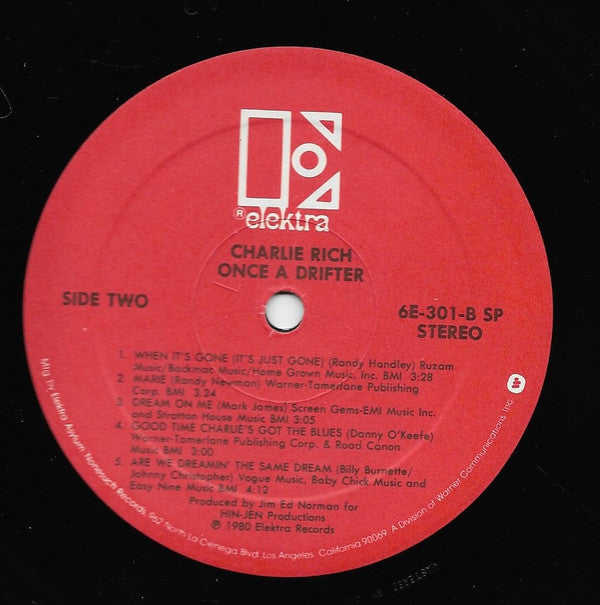 ® elektra
CHARLIE RICH
ONCE A DRIFTER
SIDE TWO
6E-301-B SP
STEREO
1. WHEN IT'S GONE (IT'S JUST GONE) (Randy Handley) Ruzam
Music/Backmac Music/Home Grown Music, Inc. BMI 3:28
2. MARIE (Randy Newman) Warner-Tamerlane Publishing
Corp. BMI 3:24
3. DREAM ON ME (Mark James) Screen Gems-EMI Music Inc.
and Stratton House Music BMI 3:05
4. GOOD TIME CHARLIE'S GOT THE BLUES (Danny O'Keefe)
Warner-Tamerlane Publishing Corp. & Road Canon
Music BMI 3:00
5. ARE WE DREAMIN' THE SAME DREAM (Billy Burnette/
Johnny Christopher) Vogue Music, Baby Chick Music and
Easy Nine Music BMI 4:12
Produced by Jim Ed Norman for
HIN-JEN Productions
℗ 1980 Elektra Records
Mfg. by Elektra/Asylum/Nonesuch Records, 962 North La Cienega Blvd. Los Angeles, California 90069. A Division of Warner Communications Inc.